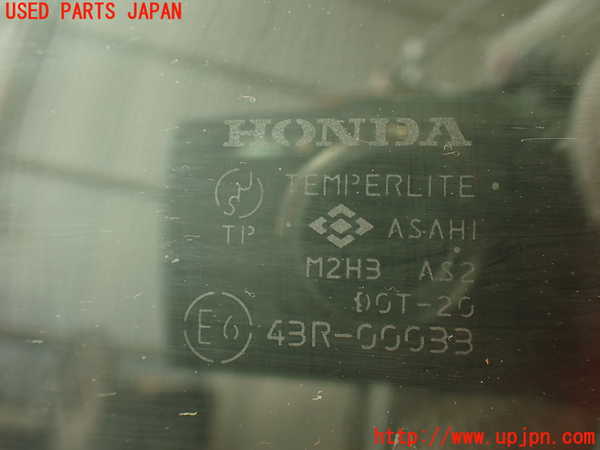 USED PARTS JAPAN
HONDA
TEMPERLITE
TP ASAHI
M2H3 AS2
DOT-20
E6 43R-00033
http://www.upjpn.com/